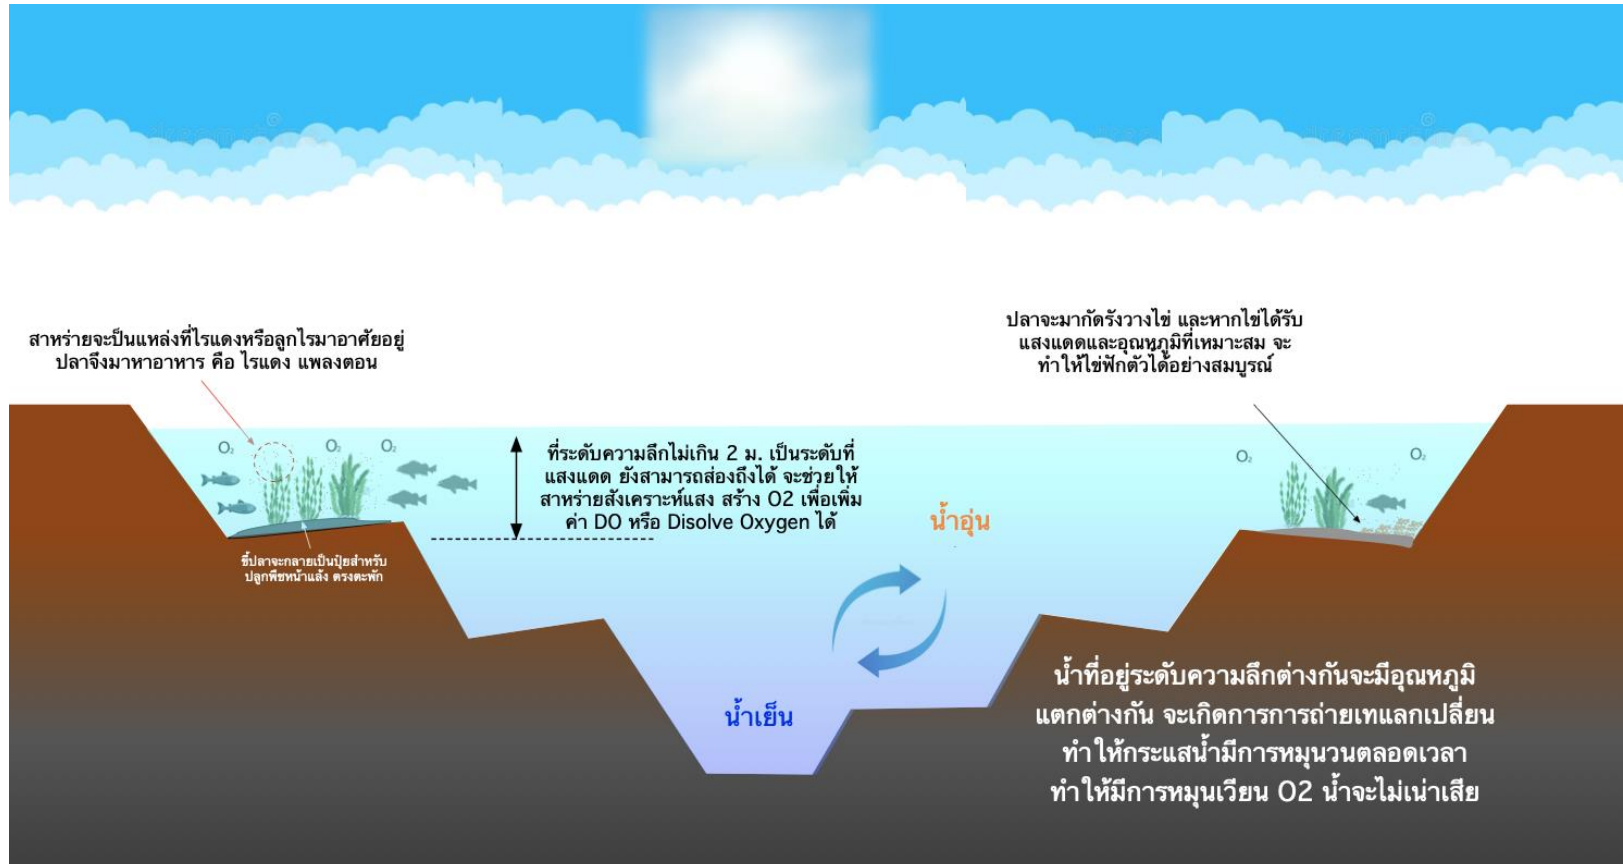 สาหร่ายจะป็นแหล่งที่ไรแดงหรือลูกไรมาอาศัยอยู่
ปลาจึงมาหาอาหาร คือ ไรแดง แพลงตอน
ปลาจะมากัดรังวางไข่ และหากไข่ได้รับ
แสงแดดและอุณหภูมิที่เหมาะสม จะ
ทำให้ไข่ฟักตัวได้อย่างสมบูรณ์
O₂
O₂
O₂
ที่ระดับความลึกไม่เกิน 2 ม. เป็นระดับที่
แสงแดด ยังสามารถส่องถึงได้ จะช่วยให้
สาหร่ายสังเคราะห์แสง สร้าง O2 เพื่อเพิ่ม
ค่า DO หรือ Disolve Oxygen ได้
O₂
O₂
น้ำอุ่น
ขี้ปลาจะกลายเป็นปุ๋ยสำหรับ
ปลูกพืชหน้าแล้ง ตรงตะพัก
น้ำเย็น
น้ำที่อยู่ระดับความลึกต่างกันจะมีอุณหภูมิ
แตกต่างกัน จะเกิดการการถ่ายเทแลกเปลี่ยน
ทำให้กระแสน้ำมีการหมุนวนตลอดเวลา
ทำให้มีการหมุนเวียน O2 น้ำจะไม่เน่าเสีย